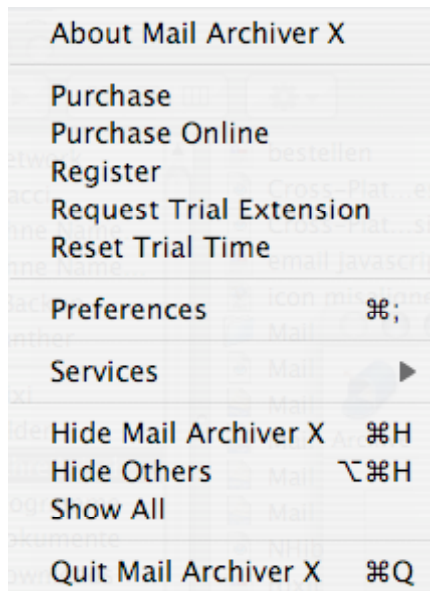 About Mail Archiver X
Purchase
Purchase Online
Register
Request Trial Extension
Reset Trial Time
Preferences ⌘;
Services ▶
Hide Mail Archiver X ⌘H
Hide Others ⌥⌘H
Show All
Quit Mail Archiver X ⌘Q